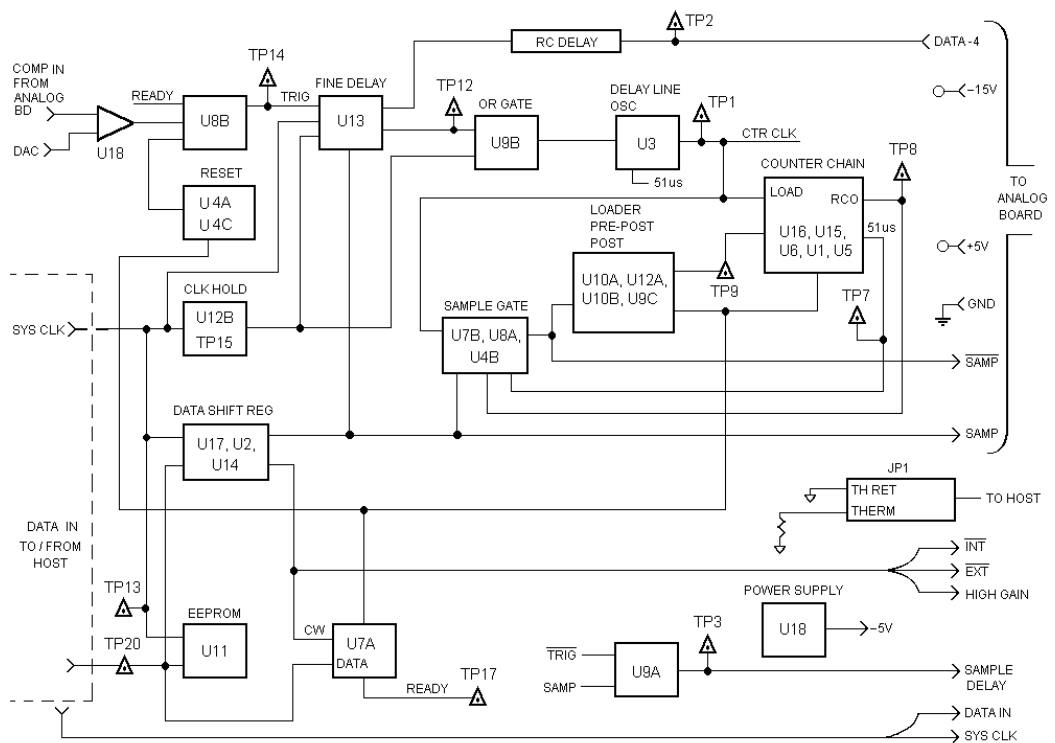 TP2
RC DELAY
DATA-4
TP14
COMP IN
FROM
ANALOG
BD
READY
U8B
TRIG
FINE DELAY
U13
TP12
OR GATE
U9B
DELAY LINE
OSC
U3
TP1
CTR CLK
-15V
DAC
U18
51us
COUNTER CHAIN
TP8
LOAD
RCO
U16, U15,
U6, U1, U5
51us
TO
ANALOG
BOARD
RESET
U4A
U4C
LOADER
PRE-POST
POST
U10A, U12A,
U10B, U9C
TP9
+5V
TP7
GND
SYS CLK
CLK HOLD
U12B
TP15
SAMPLE GATE
U7B, U8A,
U4B
SAMP
DATA SHIFT REG
U17, U2,
U14
SAMP
JP1
TH RET
THERM
TO HOST
DATA IN
TO / FROM
HOST
INT
EXT
HIGH GAIN
TP13
EEPROM
U11
TP20
CW
U7A
DATA
READY
TP17
POWER SUPPLY
U18
-5V
TP3
TRIG
SAMP
U9A
SAMPLE
DELAY
DATA IN
SYS CLK